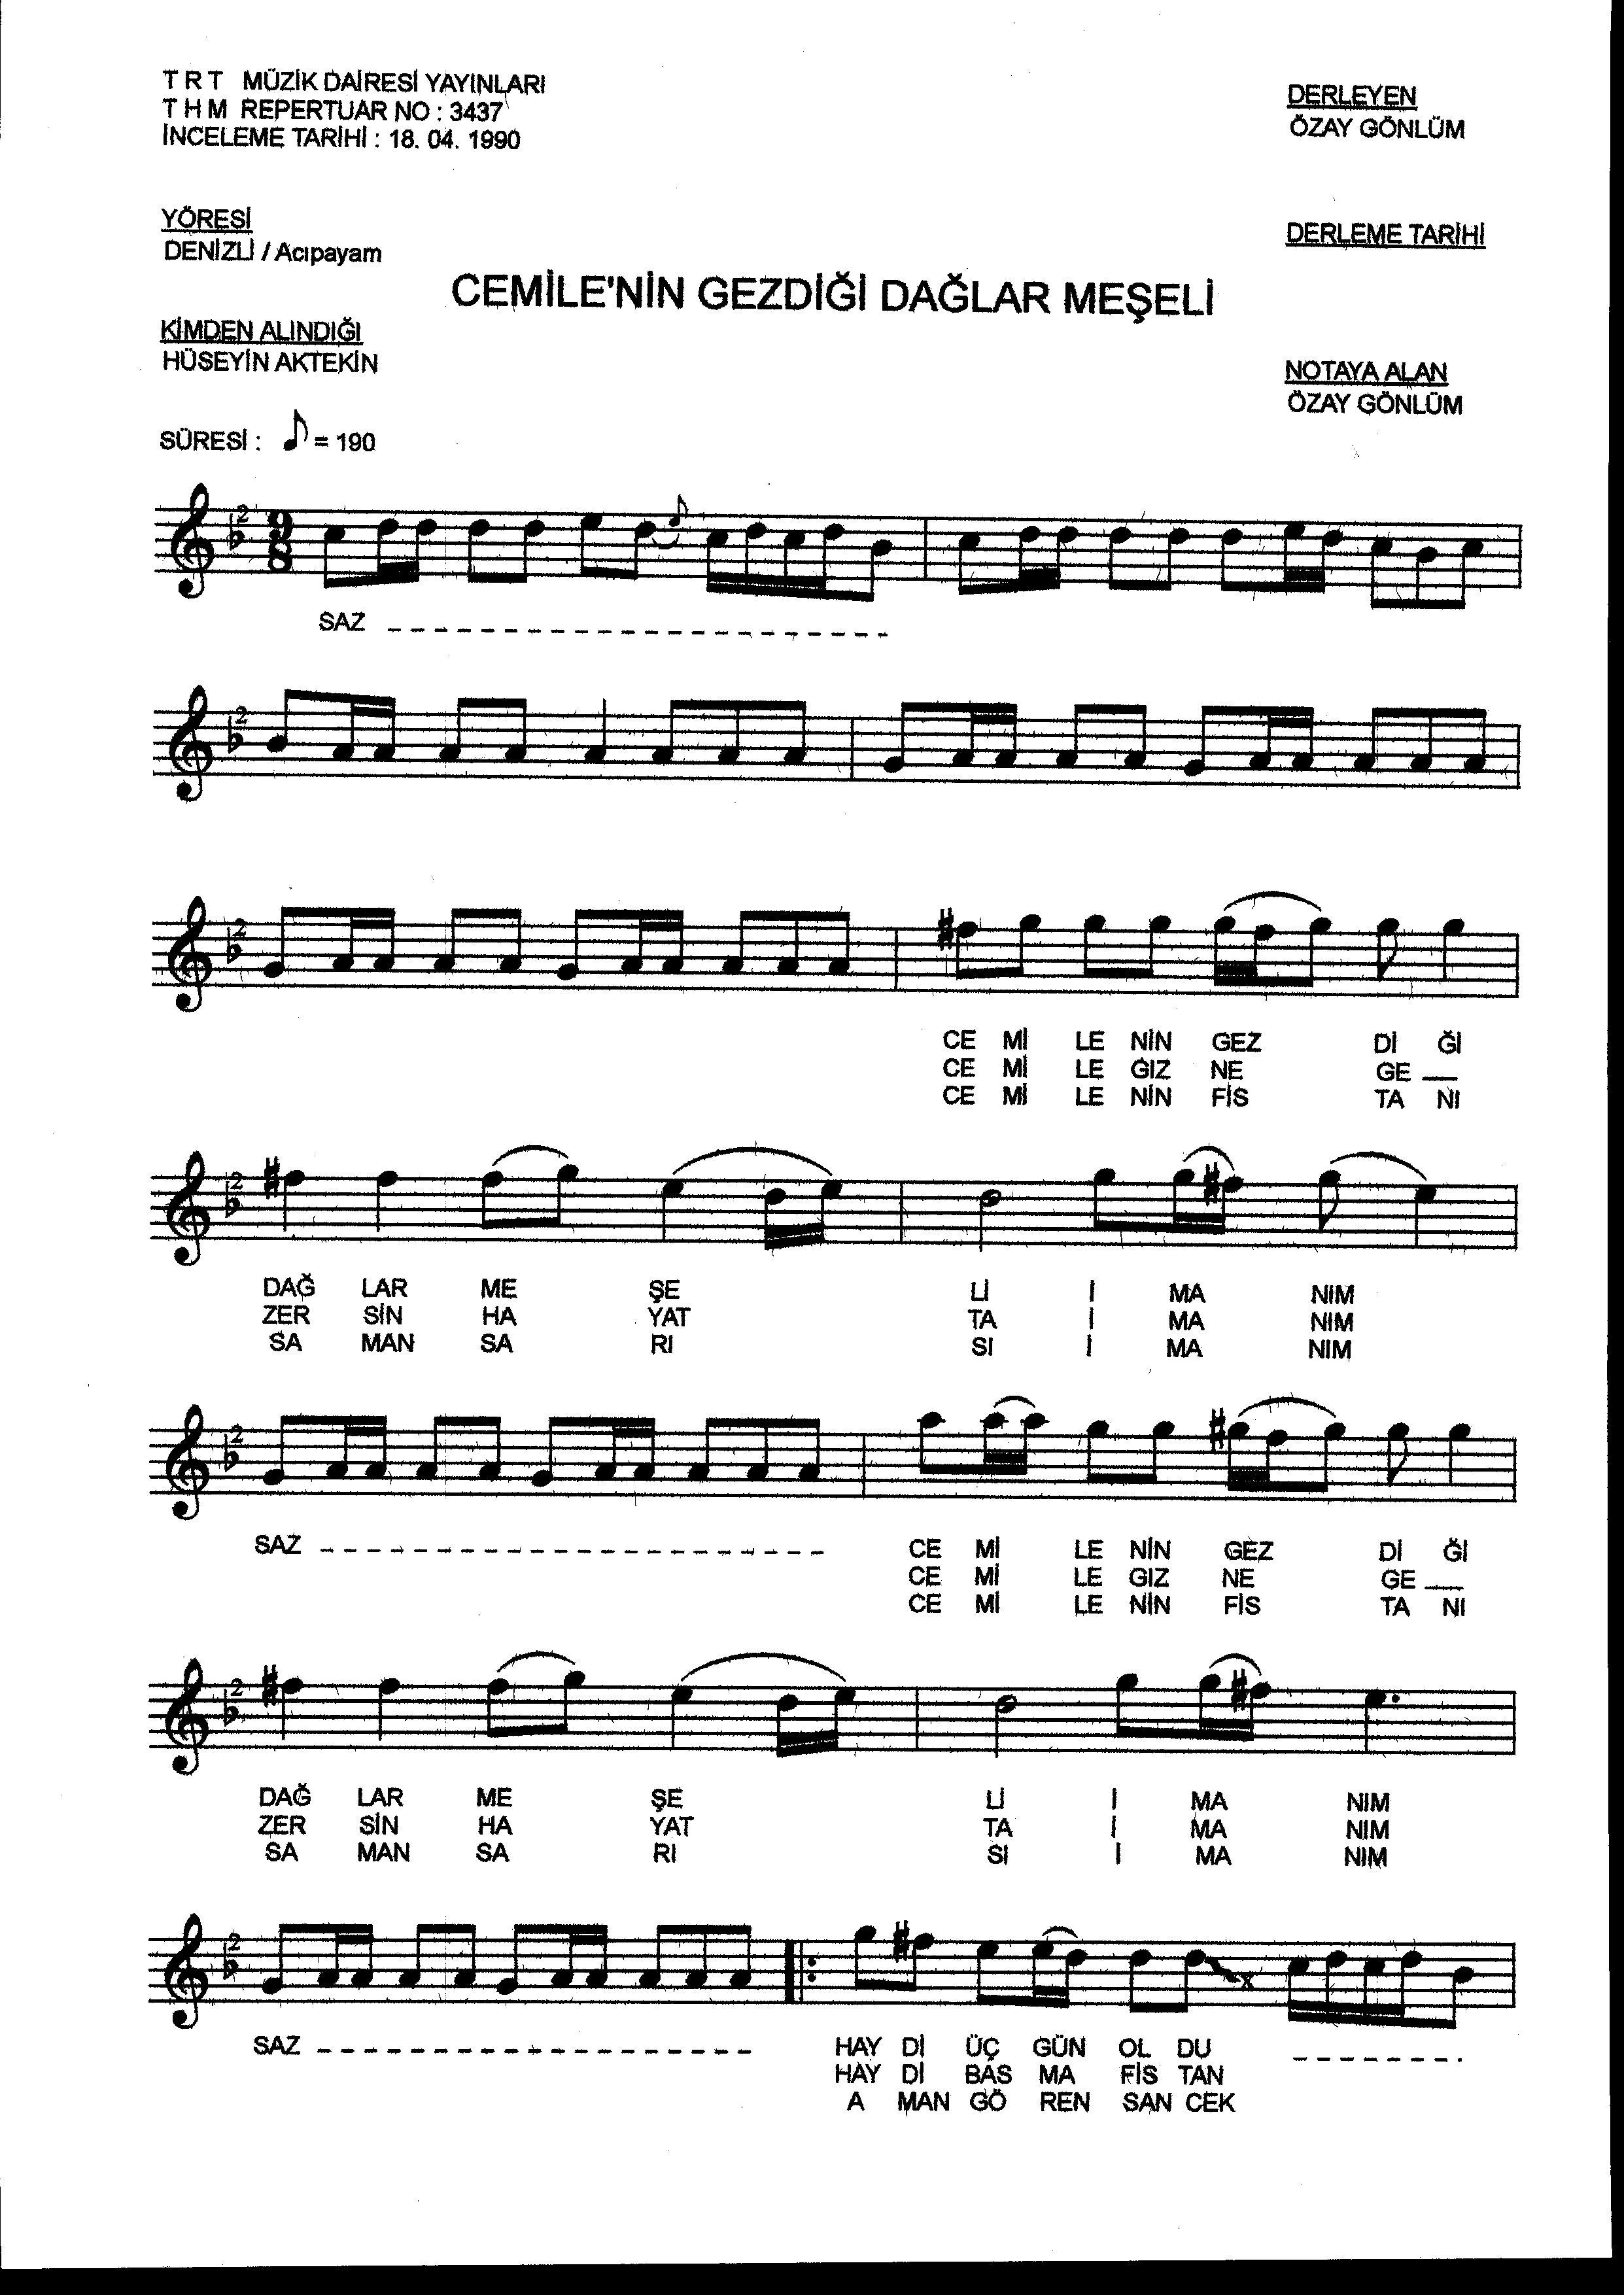 T R T MÜZİK DAİRESİ YAYINLARI
T H M REPERTUAR NO : 3437
İNCELEME TARİHİ : 18. 04. 1990
DERLEYEN
ÖZAY GÖNLÜM
YÖRESİ
DENİZLİ / Acıpayam
DERLEME TARİHİ
CEMİLE'NİN GEZDİĞİ DAĞLAR MEŞELİ
KİMDEN ALINDIĞI
HÜSEYİN AKTEKİN
NOTAYA ALAN
ÖZAY GÖNLÜM
SÜRESİ : ♪ = 190
SAZ
CE Mİ LE NİN GEZ Dİ Ğİ
CE Mİ LE GIZ NE GE
CE Mİ LE NİN FİS TA NI
DAĞ LAR ME ŞE Lİ İ MA NIM
ZER SİN HA YAT TA İ MA NIM
SA MAN SA RI SI İ MA NIM
SAZ CE Mİ LE NİN GEZ Dİ Ğİ
CE Mİ LE GIZ NE GE
CE Mİ LE NİN FİS TA NI
DAĞ LAR ME ŞE Lİ İ MA NIM
ZER SİN HA YAT TA İ MA NIM
SA MAN SA RI SI İ MA NIM
SAZ HAY Dİ ÜÇ GÜN OL DU
HAY Dİ BAS MA FİS TAN
A MAN GÖ REN SAN CEK